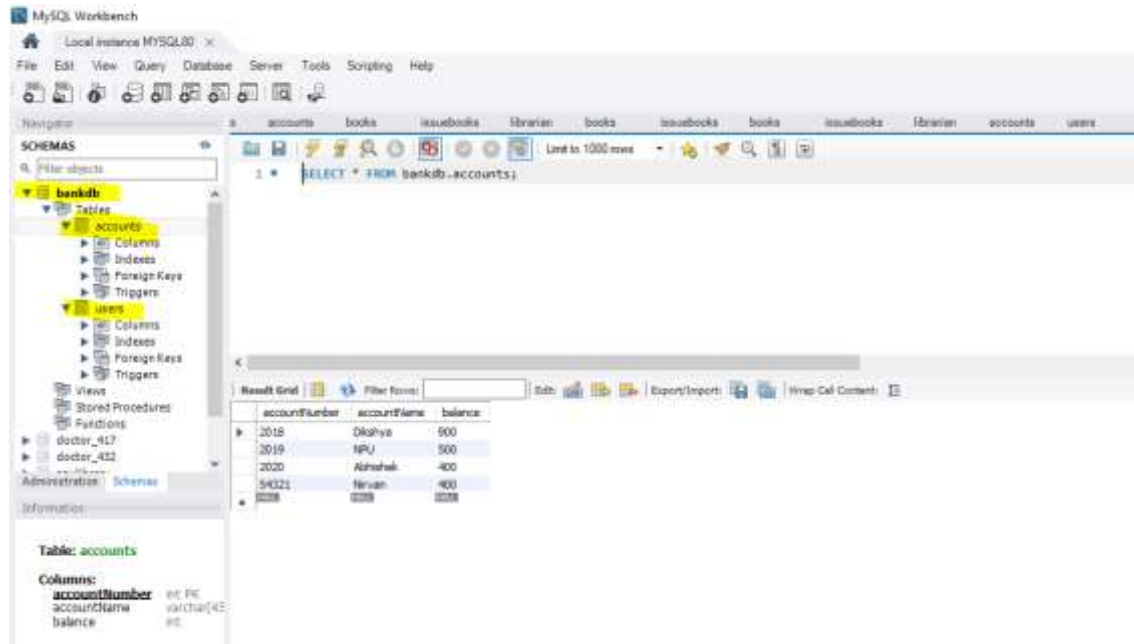 MySQL Workbench
Local instance MYSQL80 ×
File Edit View Query Database Server Tools Scripting Help
Navigator
accounts books issuebooks librarian books issuebooks books issuebooks librarian accounts users
SCHEMAS
Filter objects
Limit to 1000 rows
1 SELECT * FROM bankdb.accounts;
bankdb
Tables
accounts
Columns
Indexes
Foreign Keys
Triggers
users
Columns
Indexes
Foreign Keys
Triggers
Views
Stored Procedures
Functions
doctor_417
doctor_432
Administration Schemas
Information
Table: accounts
Columns:
accountNumber int PK
accountName varchar(45
balance int
Result Grid Filter Rows: Edit: Export/Import: Wrap Cell Content:
accountNumber accountName balance
2018 Dikshya 900
2019 NPU 500
2020 Abhishek 400
54321 Nirvan 400
NULL NULL NULL